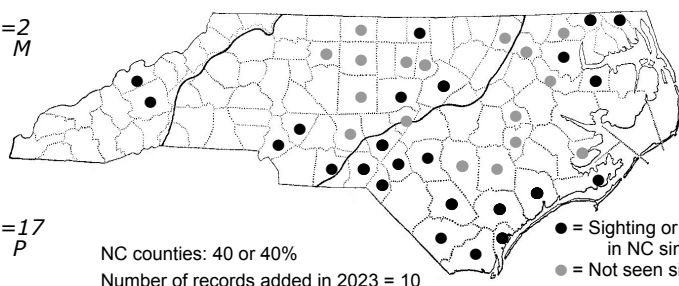 =2
M
=17
P
NC counties: 40 or 40%
Number of records added in 2023 = 10
● = Sighting or
in NC sin
● = Not seen si